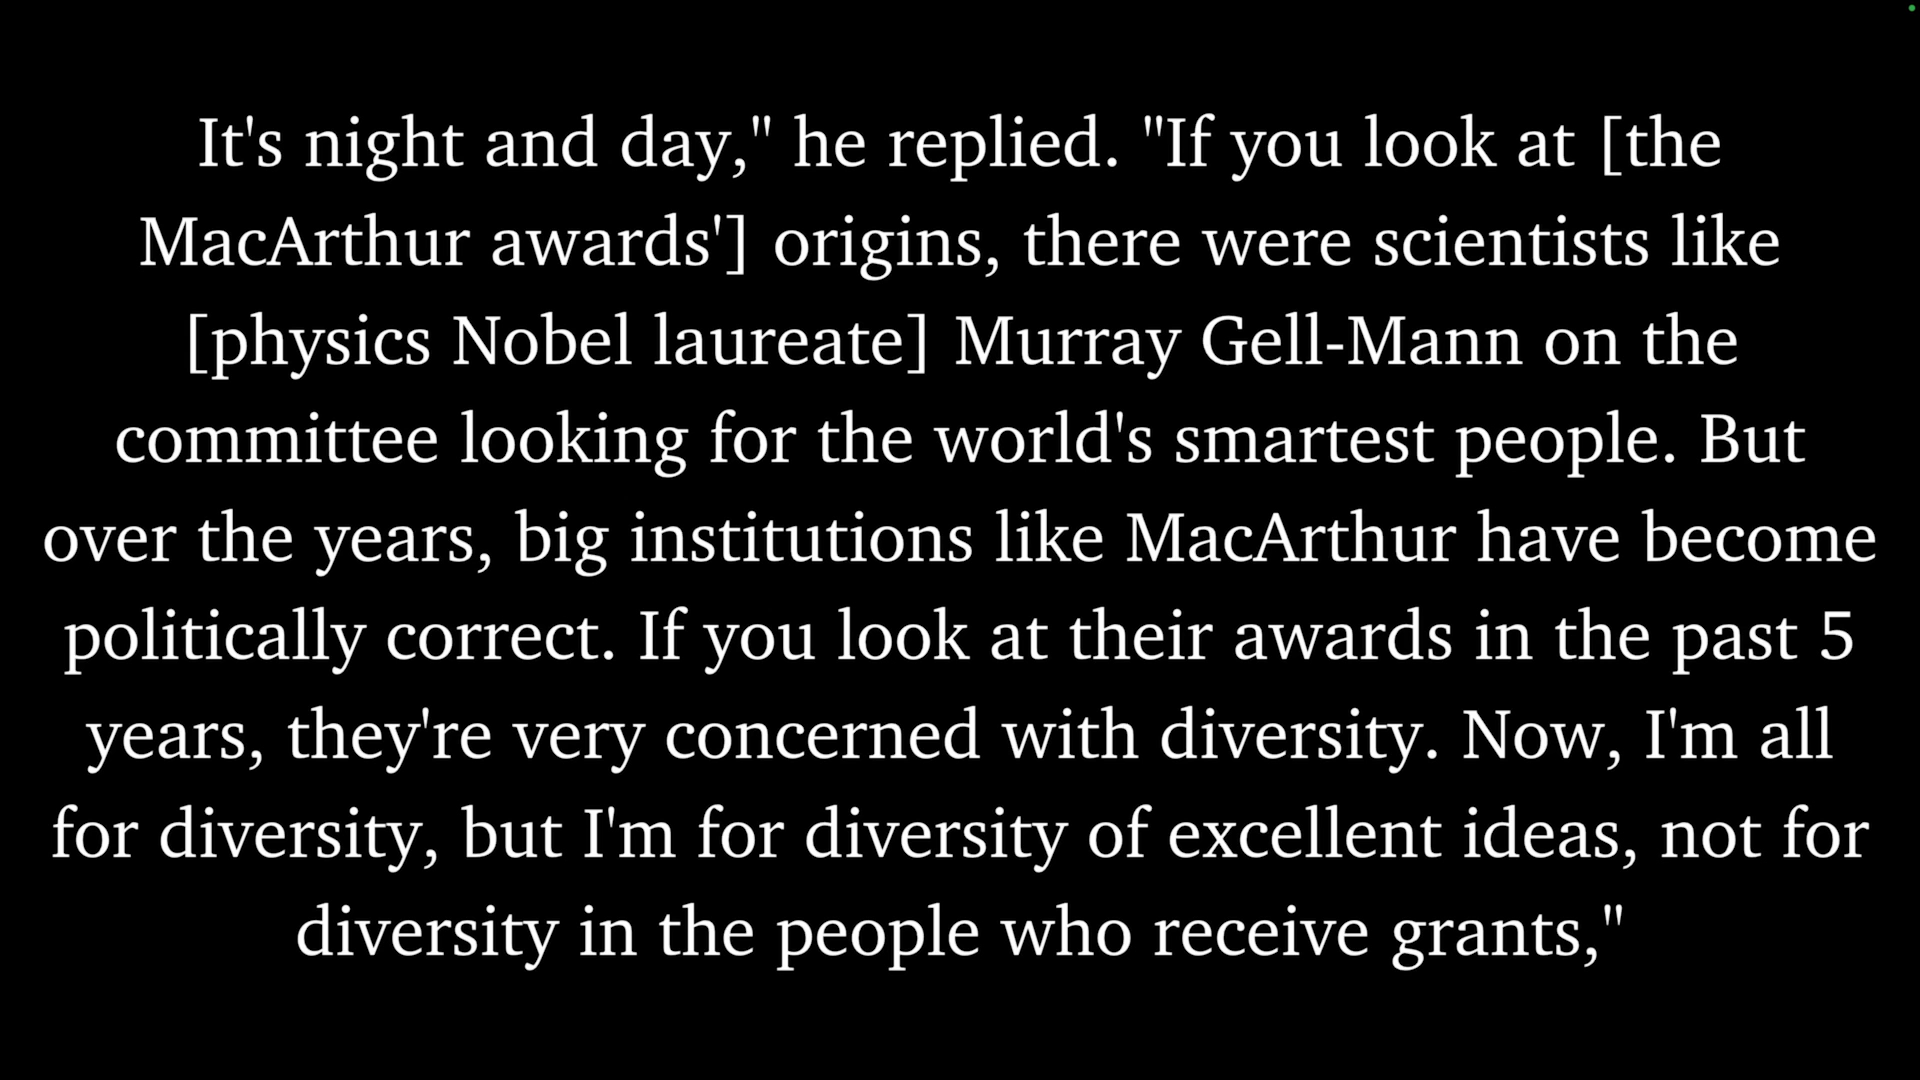 It's night and day," he replied. "If you look at [the
MacArthur awards'] origins, there were scientists like
[physics Nobel laureate] Murray Gell-Mann on the
committee looking for the world's smartest people. But
over the years, big institutions like MacArthur have become
politically correct. If you look at their awards in the past 5
years, they're very concerned with diversity. Now, I'm all
for diversity, but I'm for diversity of excellent ideas, not for
diversity in the people who receive grants,"